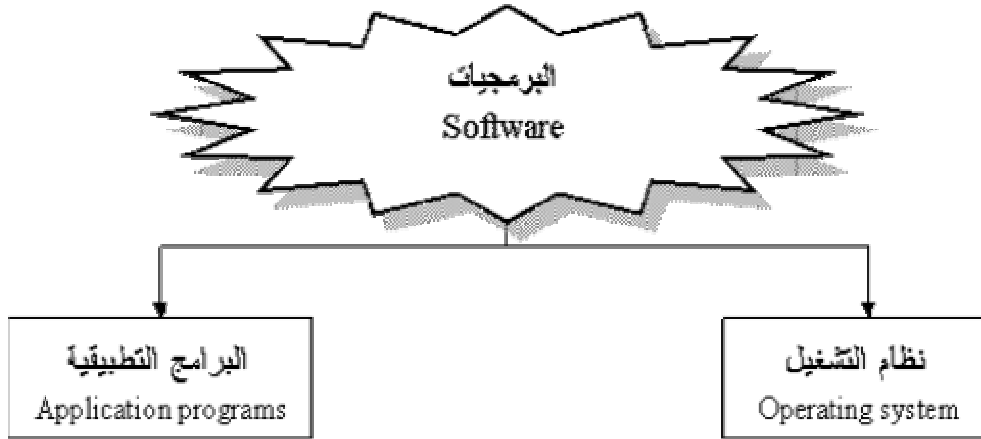 البرمجيات
Software
نظام التشغيل
Operating system
البرامج التطبيقية
Application programs